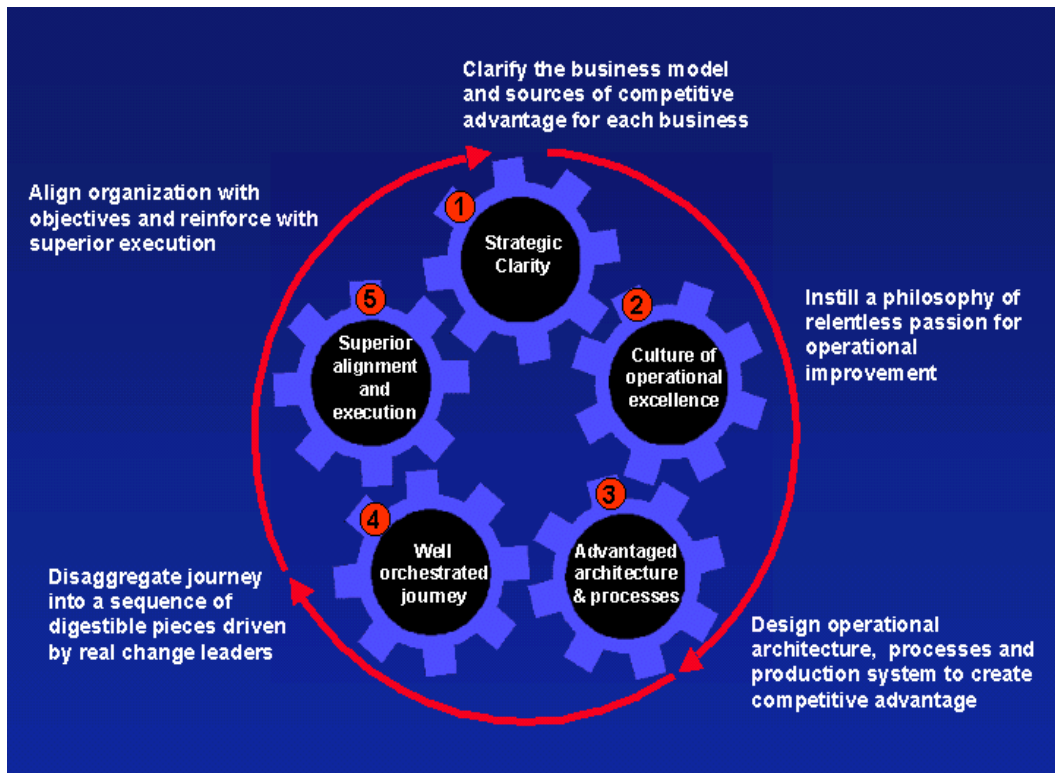 Clarify the business model
and sources of competitive
advantage for each business
1
Strategic
Clarity
2
Culture of
operational
excellence
Instill a philosophy of
relentless passion for
operational
improvement
3
Advantaged
architecture
& processes
Design operational
architecture, processes and
production system to create
competitive advantage
4
Well
orchestrated
journey
Disaggregate journey
into a sequence of
digestible pieces driven
by real change leaders
5
Superior
alignment
and
execution
Align organization with
objectives and reinforce with
superior execution